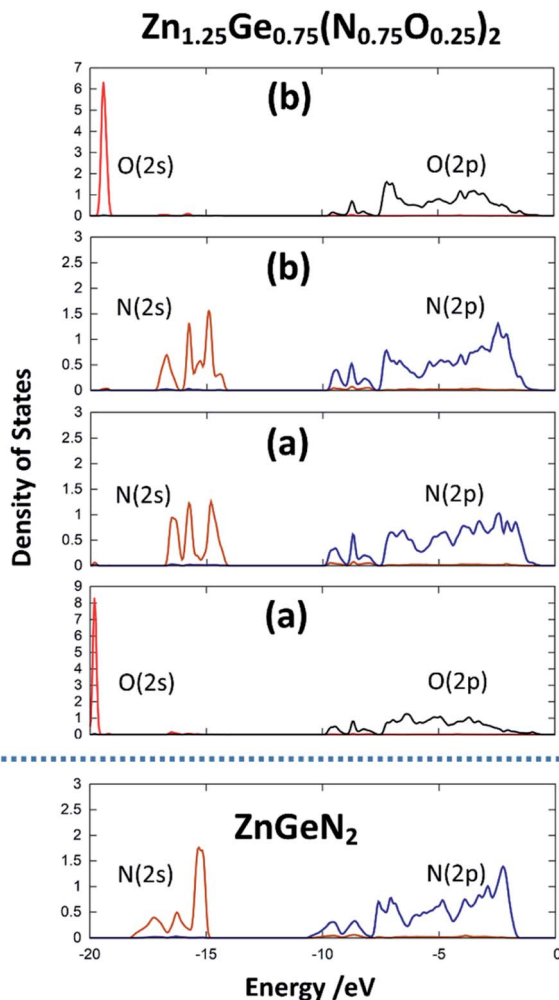 Zn₁.₂₅Ge₀.₇₅(N₀.₇₅O₀.₂₅)₂
7
6
5
4
3
2
1
0
(b)
O(2s)
O(2p)
3
2.5
2
1.5
1
0.5
0
(b)
N(2s)
N(2p)
Density of States
3
2.5
2
1.5
1
0.5
0
(a)
N(2s)
N(2p)
9
8
7
6
5
4
3
2
1
0
(a)
O(2s)
O(2p)
3
2.5
2
1.5
1
0.5
0
ZnGeN₂
N(2s)
N(2p)
-20 -15 -10 -5 0
Energy /eV